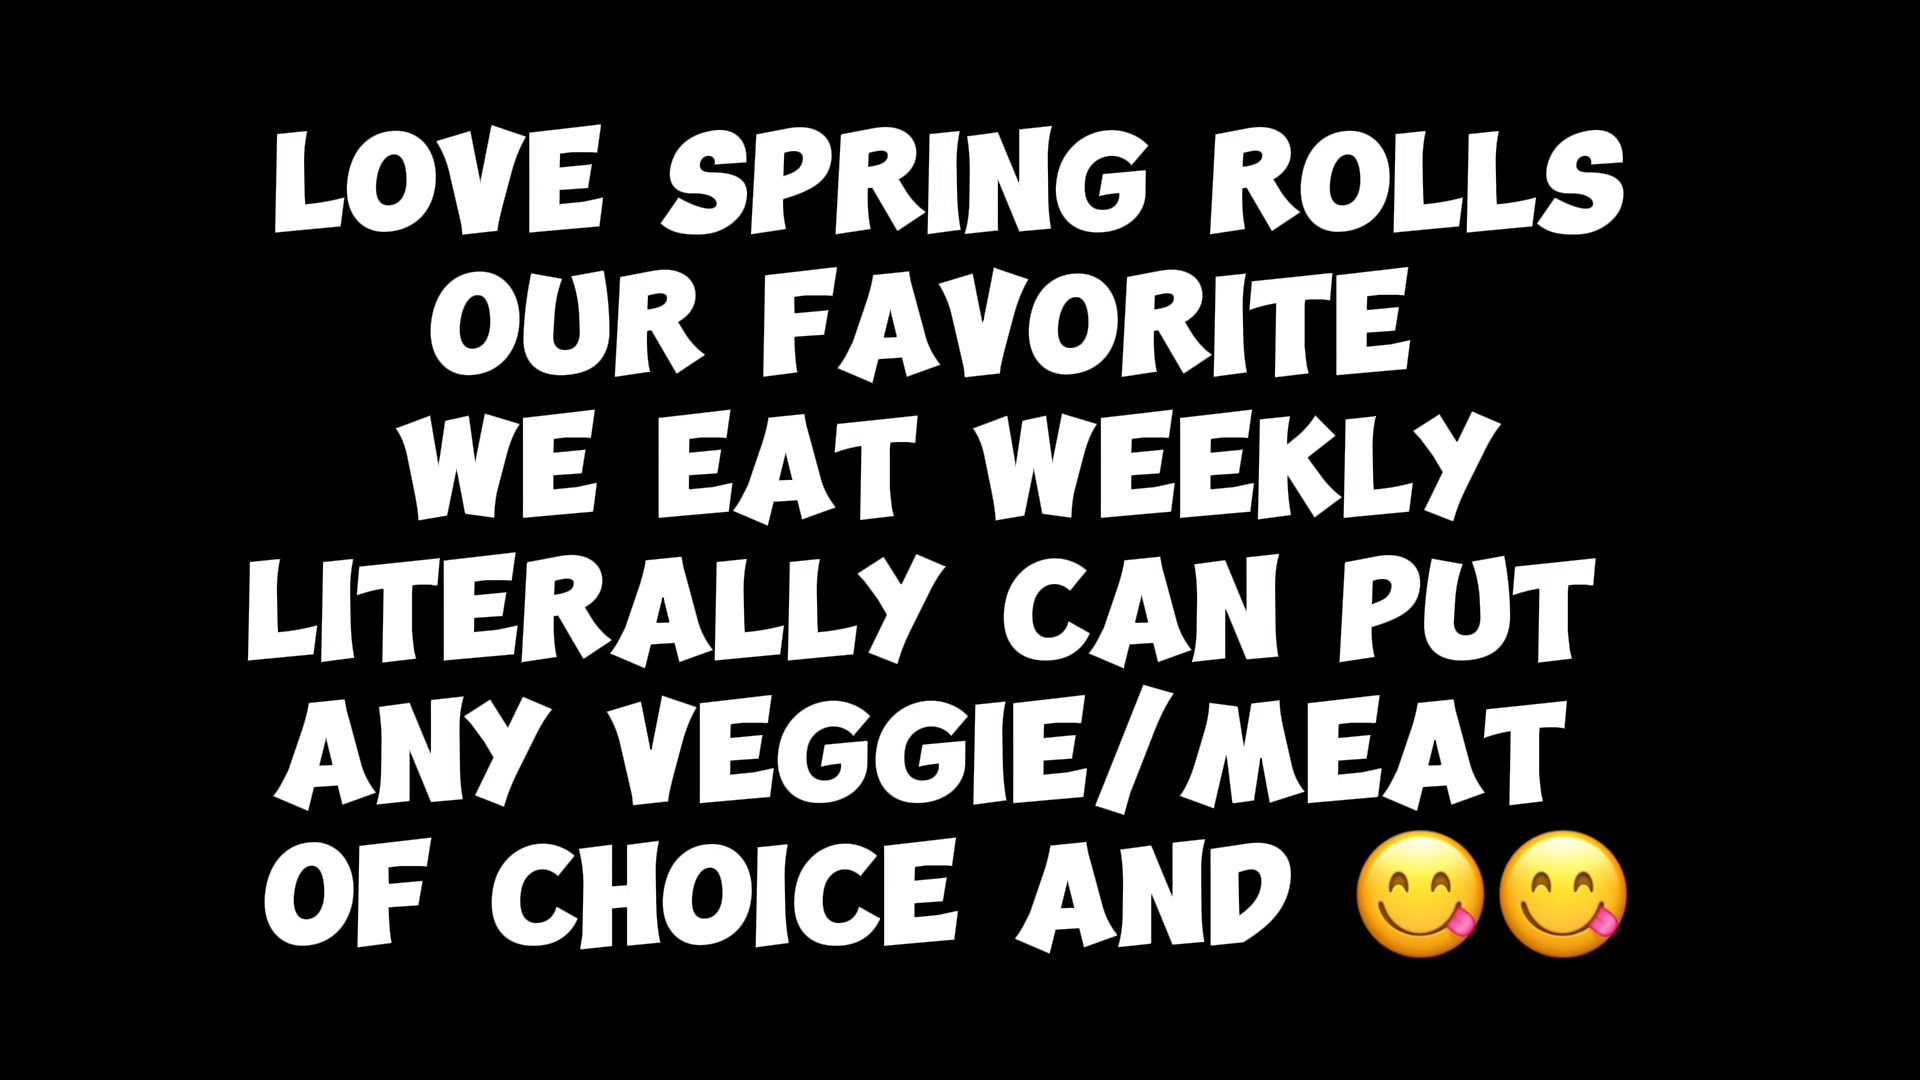 LOVE SPRING ROLLS
OUR FAVORITE
WE EAT WEEKLY
LITERALLY CAN PUT
ANY VEGGIE/MEAT
OF CHOICE AND 😋😋